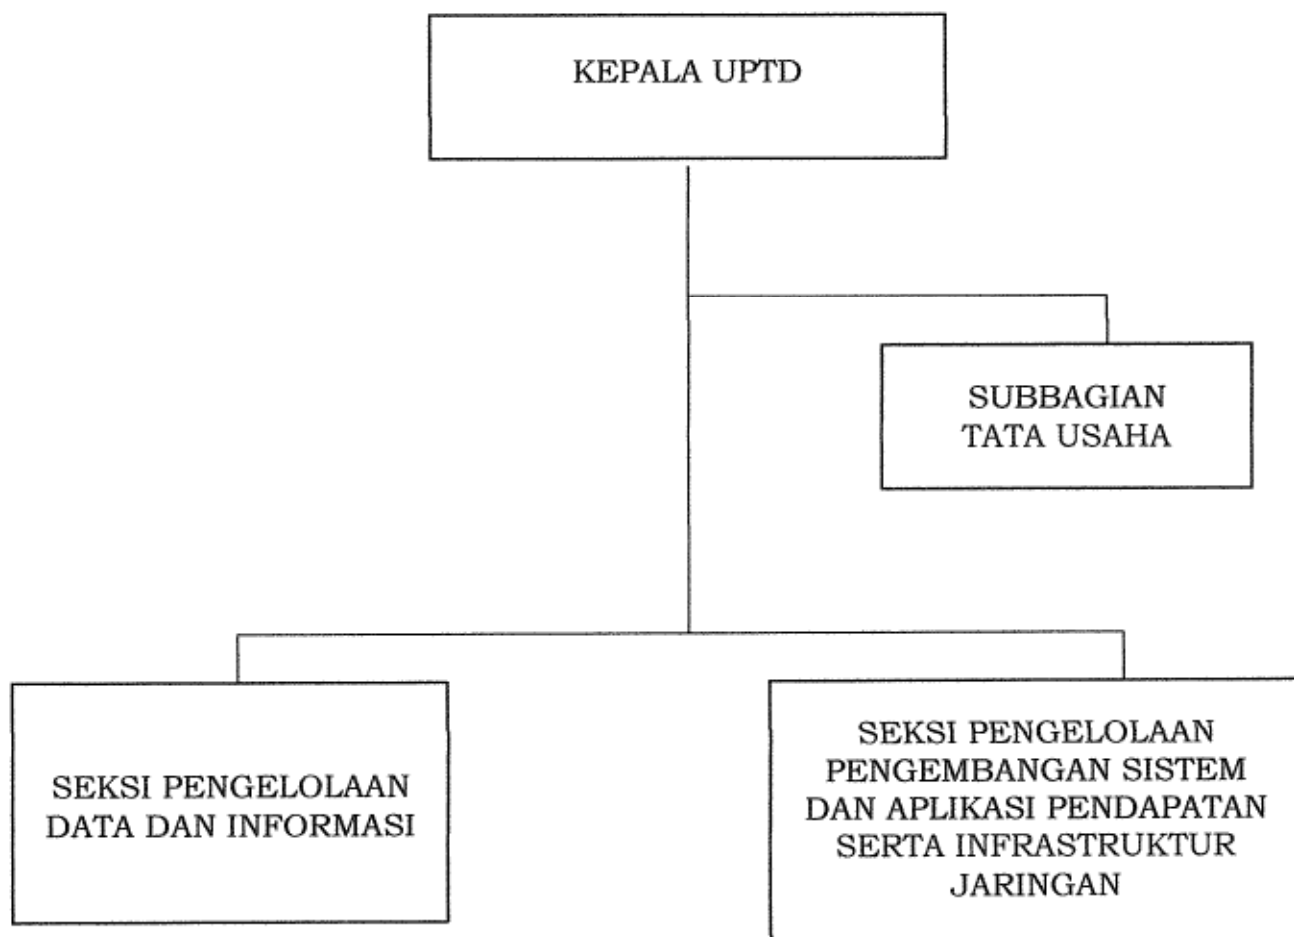 KEPALA UPTD
SUBBAGIAN
TATA USAHA
SEKSI PENGELOLAAN
DATA DAN INFORMASI
SEKSI PENGELOLAAN
PENGEMBANGAN SISTEM
DAN APLIKASI PENDAPATAN
SERTA INFRASTRUKTUR
JARINGAN